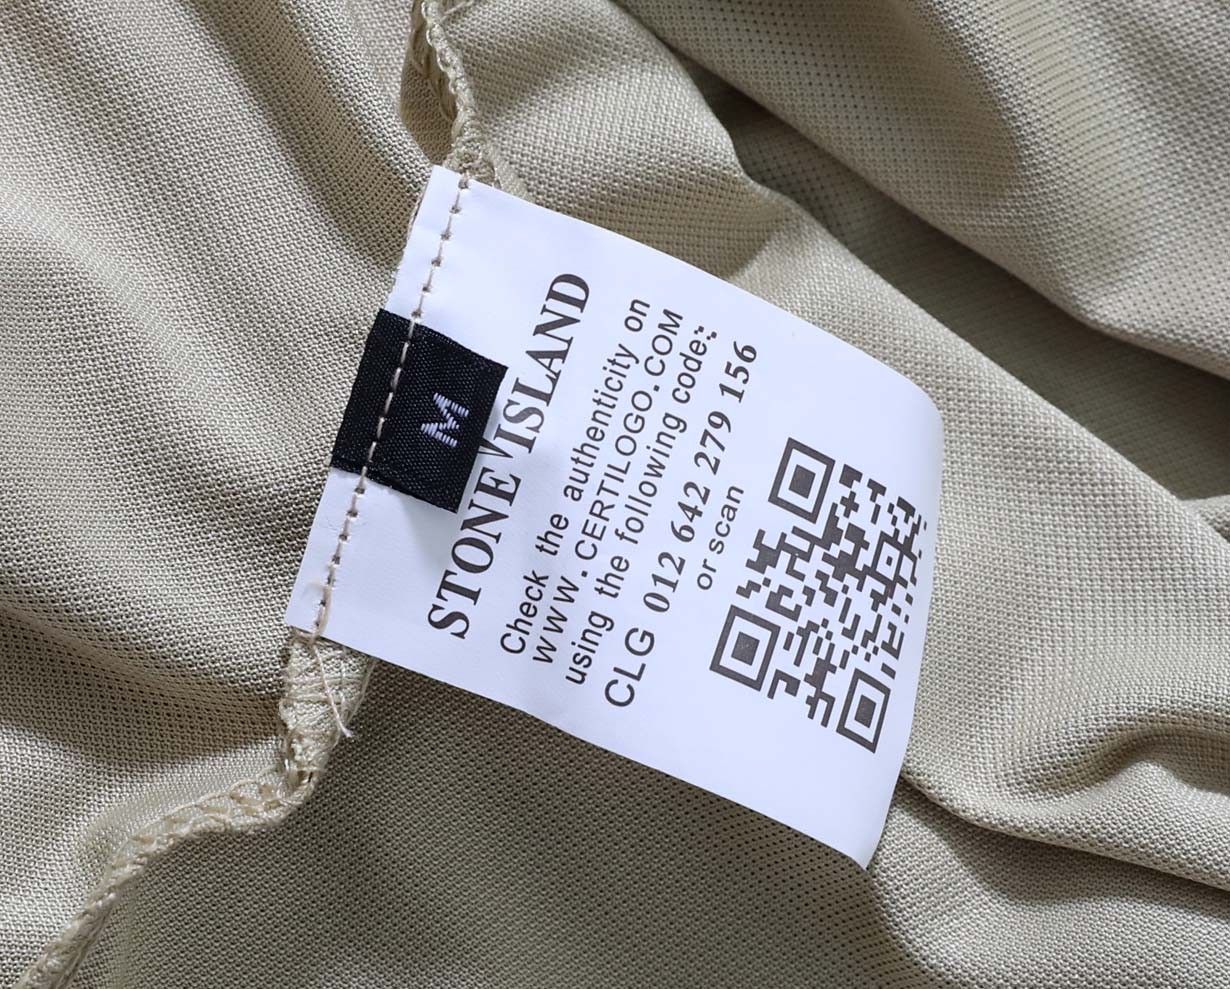 M
STONE ISLAND
Check the authenticity on
WWW.CERTILOGO.COM
using the following code:
CLG 012 642 279 156
or scan